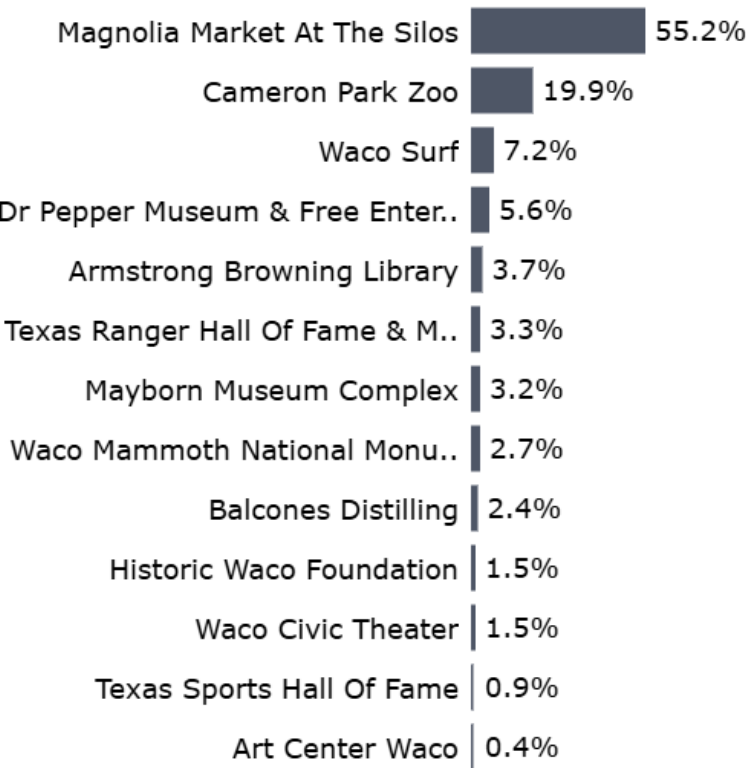 Magnolia Market At The Silos 55.2%
Cameron Park Zoo 19.9%
Waco Surf 7.2%
Dr Pepper Museum & Free Enter.. 5.6%
Armstrong Browning Library 3.7%
Texas Ranger Hall Of Fame & M.. 3.3%
Mayborn Museum Complex 3.2%
Waco Mammoth National Monu.. 2.7%
Balcones Distilling 2.4%
Historic Waco Foundation 1.5%
Waco Civic Theater 1.5%
Texas Sports Hall Of Fame 0.9%
Art Center Waco 0.4%